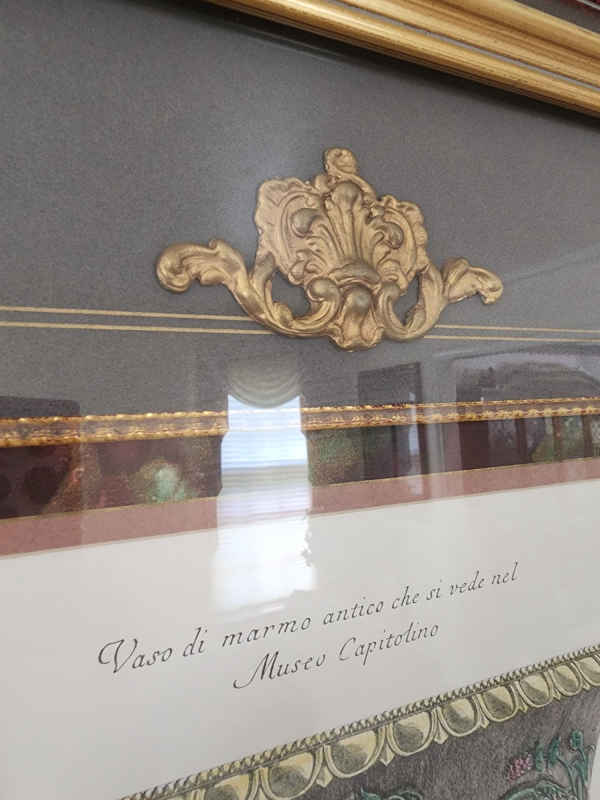 Vaso di marmo antico che si vede nel
Museo Capitolino